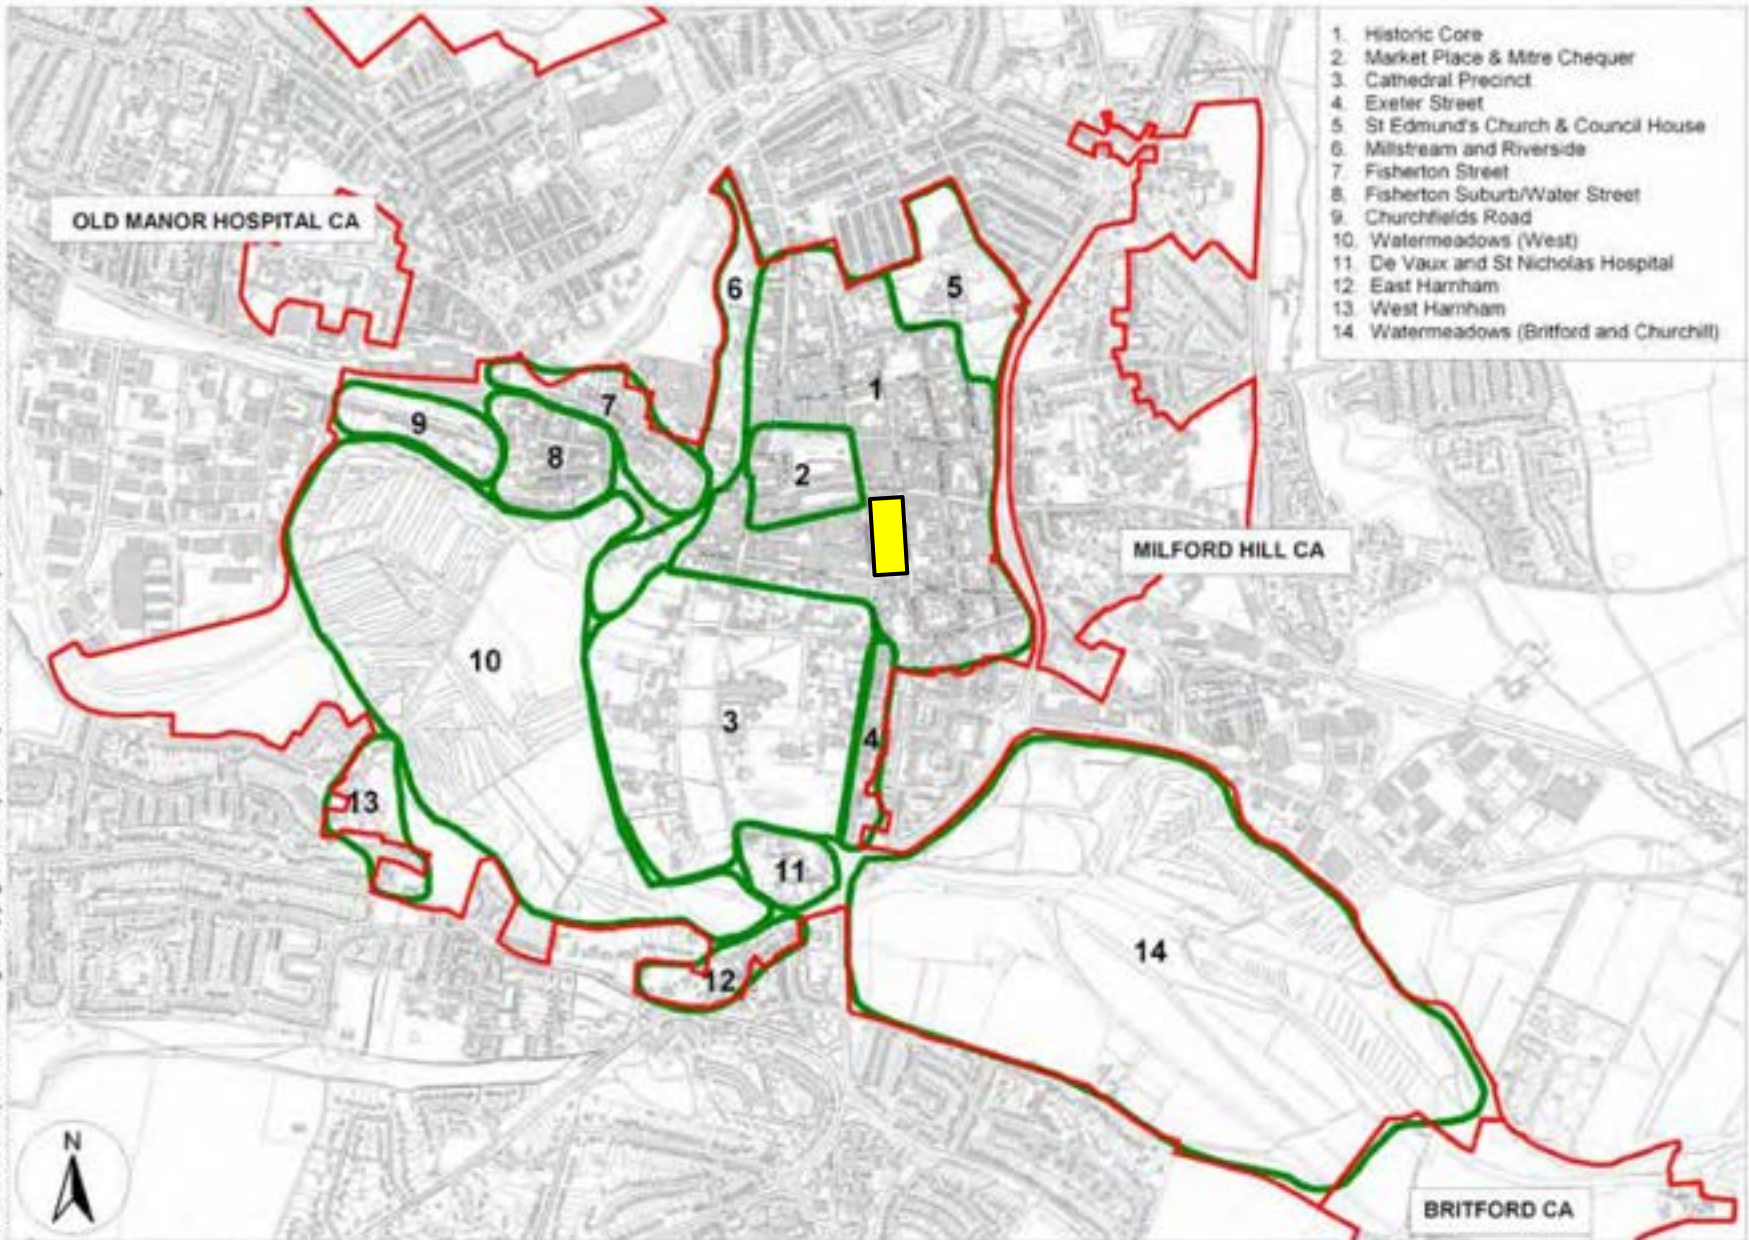 1. Historic Core
2. Market Place & Mitre Chequer
3. Cathedral Precinct
4. Exeter Street
5. St Edmund's Church & Council House
6. Millstream and Riverside
7. Fisherton Street
8. Fisherton Suburb/Water Street
9. Churchfields Road
10. Watermeadows (West)
11. De Vaux and St Nicholas Hospital
12. East Harnham
13. West Harnham
14. Watermeadows (Britford and Churchill)
OLD MANOR HOSPITAL CA
6
5
1
7
9
8
2
MILFORD HILL CA
10
3
4
13
11
14
12
N
BRITFORD CA